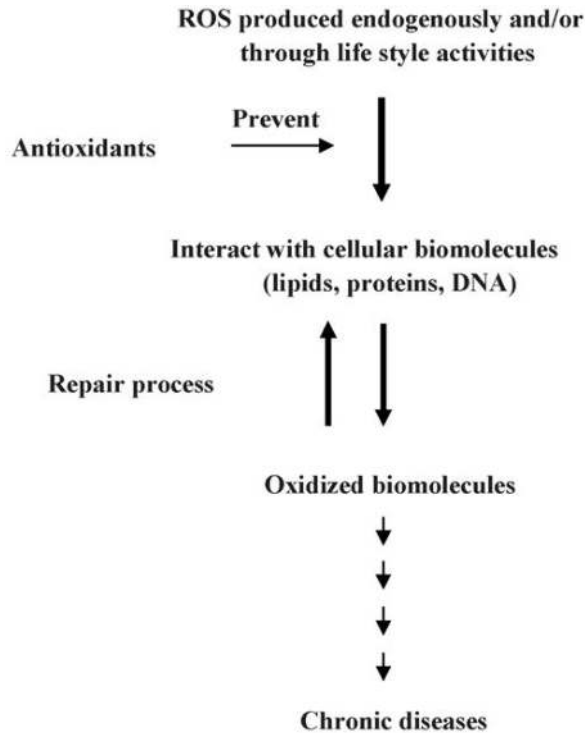 ROS produced endogenously and/or
through life style activities
Prevent
Antioxidants
Interact with cellular biomolecules
(lipids, proteins, DNA)
Repair process
Oxidized biomolecules
Chronic diseases